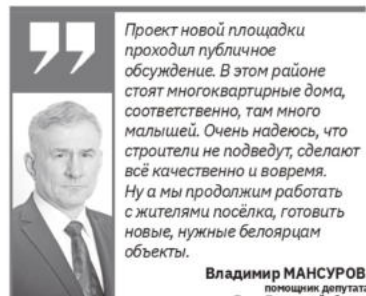 Проект новой площадки
проходил публичное
обсуждение. В этом районе
стоят многоквартирные дома,
соответственно, там много
малышей. Очень надеюсь, что
строители не подведут, сделают
всё качественно и вовремя.
Ну а мы продолжим работать
с жителями посёлка, готовить
новые, нужные белоярцам
объекты.
Владимир МАНСУРОВ
помощник депутата